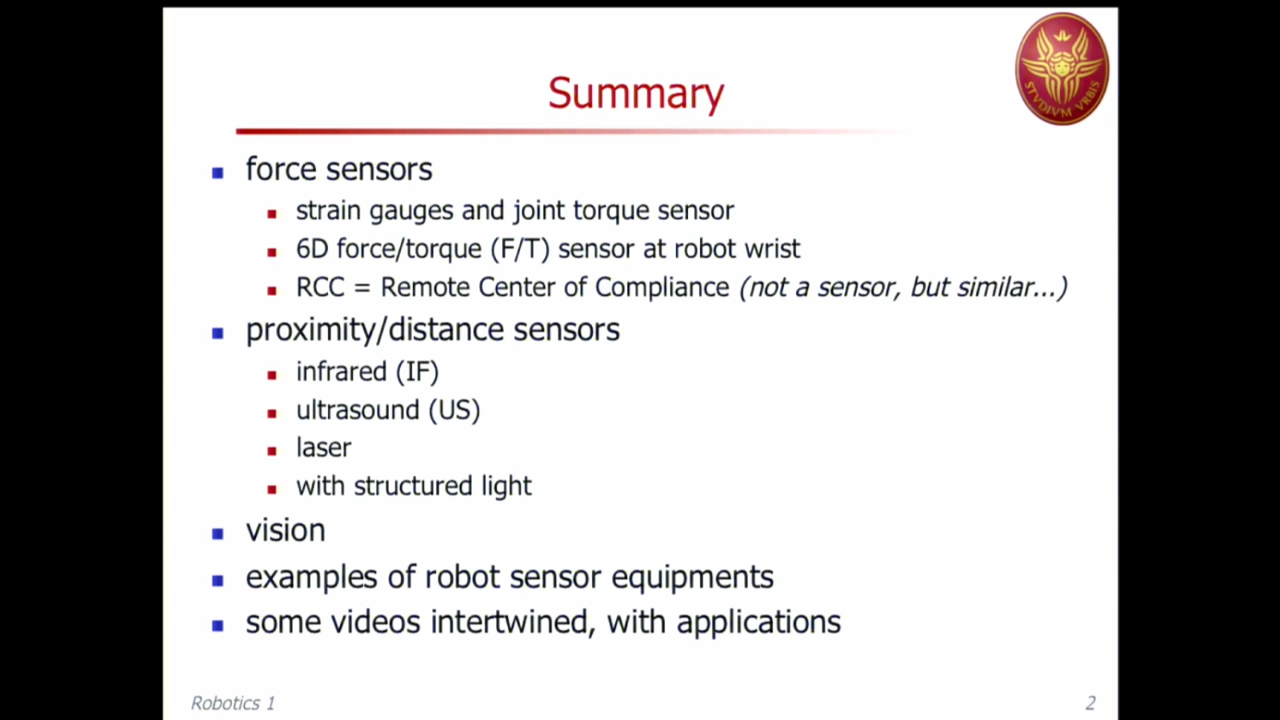 Summary
STVDIVM VRBIS
force sensors
strain gauges and joint torque sensor
6D force/torque (F/T) sensor at robot wrist
RCC = Remote Center of Compliance (not a sensor, but similar...)
proximity/distance sensors
infrared (IF)
ultrasound (US)
laser
with structured light
vision
examples of robot sensor equipments
some videos intertwined, with applications
Robotics 1
2